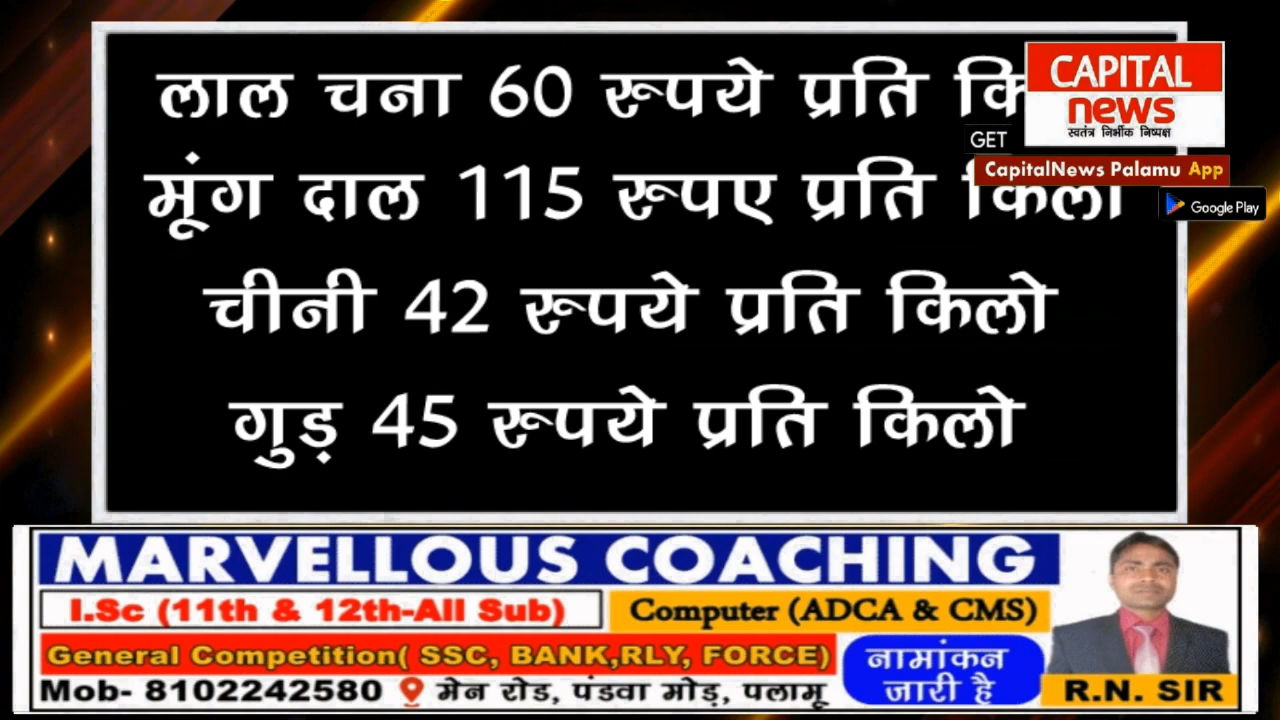 लाल चना 60 रूपये प्रति
CAPITAL
news
स्वतंत्र निर्भीक निष्पक्ष
GET
CapitalNews Palamu App
Google Play
मूंग दाल 115 रूपए प्रति किलो
चीनी 42 रूपये प्रति किलो
गुड़ 45 रूपये प्रति किलो
MARVELLOUS COACHING
I.Sc (11th & 12th-All Sub)
Computer (ADCA & CMS)
General Competition( SSC, BANK,RLY, FORCE)
नामांकन
जारी है
Mob- 8102242580 मेन रोड, पंडवा मोड़, पलामू
R.N. SIR